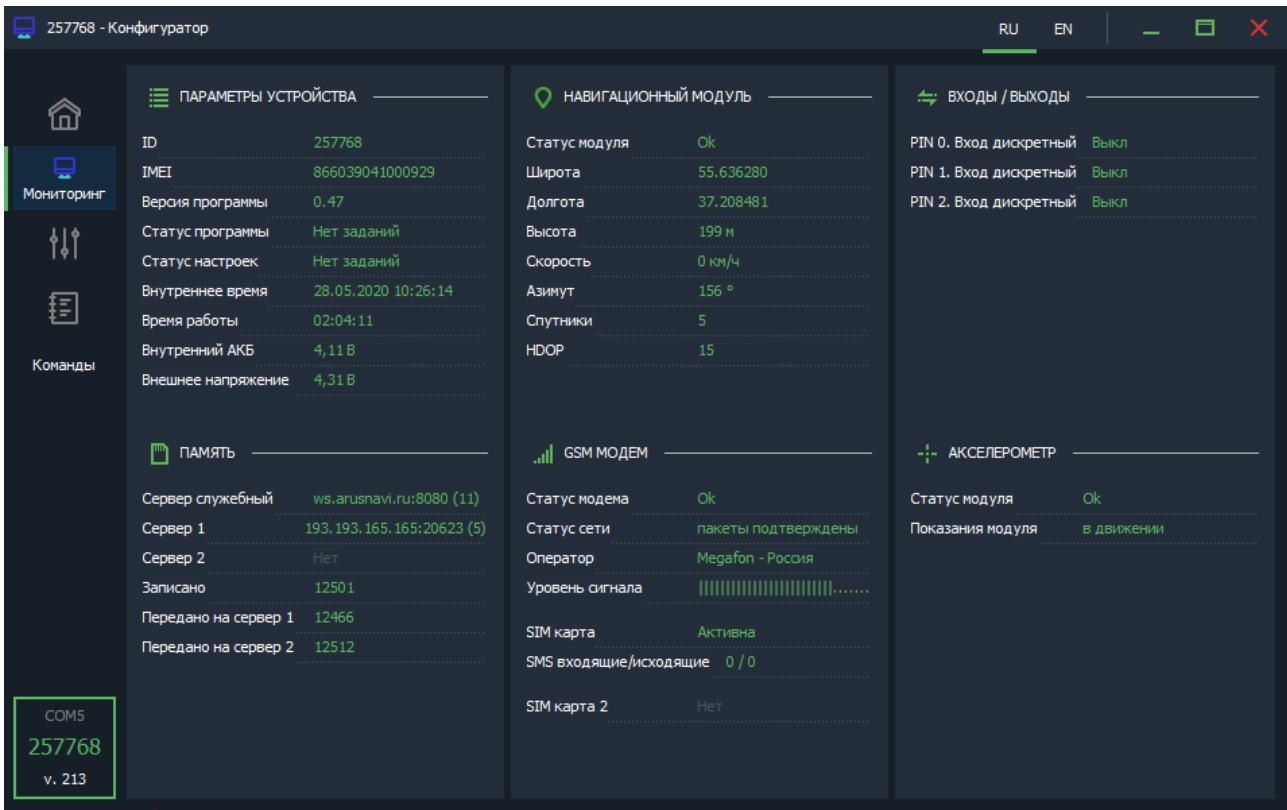 257768 - Конфигуратор
RU EN
Мониторинг
Команды
COM5
257768
v. 213
ПАРАМЕТРЫ УСТРОЙСТВА
ID 257768
IMEI 866039041000929
Версия программы 0.47
Статус программы Нет заданий
Статус настроек Нет заданий
Внутреннее время 28.05.2020 10:26:14
Время работы 02:04:11
Внутренний АКБ 4,11 В
Внешнее напряжение 4,31 В
НАВИГАЦИОННЫЙ МОДУЛЬ
Статус модуля Ok
Широта 55.636280
Долгота 37.208481
Высота 199 м
Скорость 0 км/ч
Азимут 156 °
Спутники 5
HDOP 15
ВХОДЫ / ВЫХОДЫ
PIN 0. Вход дискретный Выкл
PIN 1. Вход дискретный Выкл
PIN 2. Вход дискретный Выкл
ПАМЯТЬ
Сервер служебный ws.arusnavi.ru:8080 (11)
Сервер 1 193.193.165.165:20623 (5)
Сервер 2 Нет
Записано 12501
Передано на сервер 1 12466
Передано на сервер 2 12512
GSM МОДЕМ
Статус модема Ok
Статус сети пакеты подтверждены
Оператор Megafon - Россия
Уровень сигнала
SIM карта Активна
SMS входящие/исходящие 0 / 0
SIM карта 2 Нет
АКСЕЛЕРОМЕТР
Статус модуля Ok
Показания модуля в движении